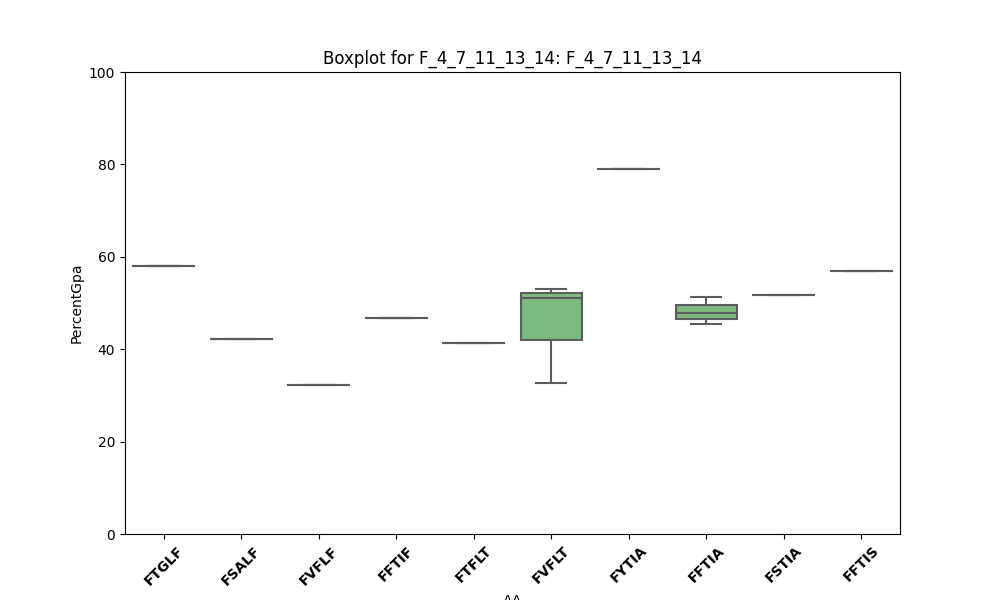 Boxplot for F_4_7_11_13_14: F_4_7_11_13_14
100
80
60
40
20
0
PercentGpa
FTGLF
FSALF
FVFLF
FFTIF
FTFLT
FVFLT
FYTIA
FFTIA
FSTIA
FFTIS
AA